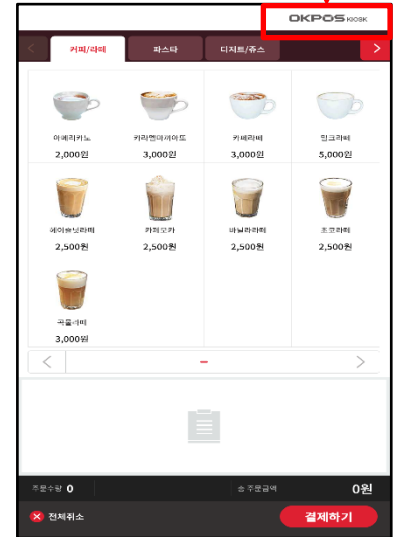 OKPOS KIOSK
커피/라떼 파스타 디저트/쥬스
아메리카노 카라멜마끼아또 카페라떼 밀크라떼
2,000원 3,000원 3,000원 5,000원
헤이즐넛라떼 카페모카 바닐라라떼 초코라떼
2,500원 2,500원 2,500원 2,500원
곡물라떼
3,000원
주문수량 0 총 주문금액 0원
전체취소 결제하기